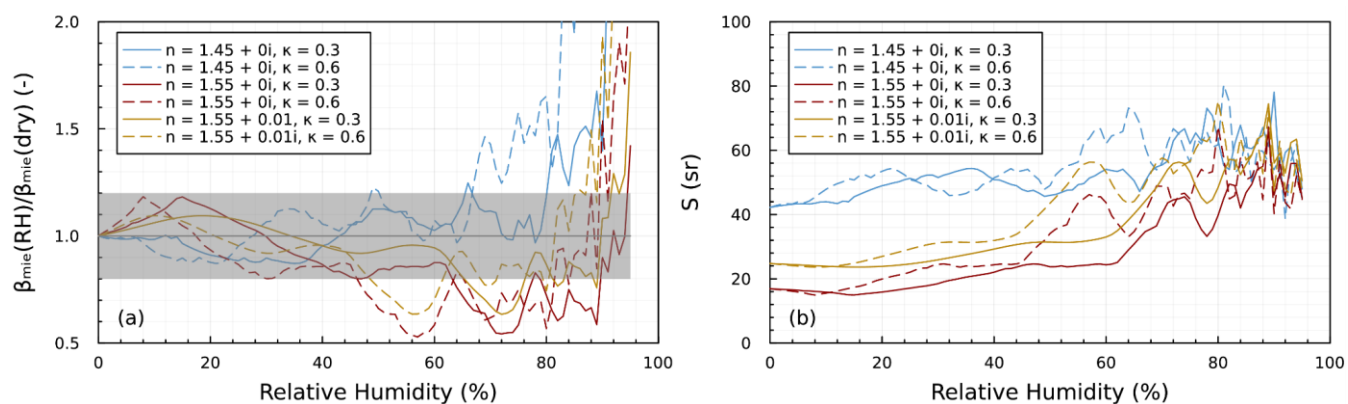 2.0
1.5
1.0
0.5
βmie(RH)/βmie(dry) (-)
n = 1.45 + 0i, κ = 0.3
n = 1.45 + 0i, κ = 0.6
n = 1.55 + 0i, κ = 0.3
n = 1.55 + 0i, κ = 0.6
n = 1.55 + 0.01, κ = 0.3
n = 1.55 + 0.01i, κ = 0.6
(a)
0 20 40 60 80 100
Relative Humidity (%)
100
80
60
40
20
0
S (sr)
n = 1.45 + 0i, κ = 0.3
n = 1.45 + 0i, κ = 0.6
n = 1.55 + 0i, κ = 0.3
n = 1.55 + 0i, κ = 0.6
n = 1.55 + 0.01i, κ = 0.3
n = 1.55 + 0.01i, κ = 0.6
(b)
0 20 40 60 80 100
Relative Humidity (%)